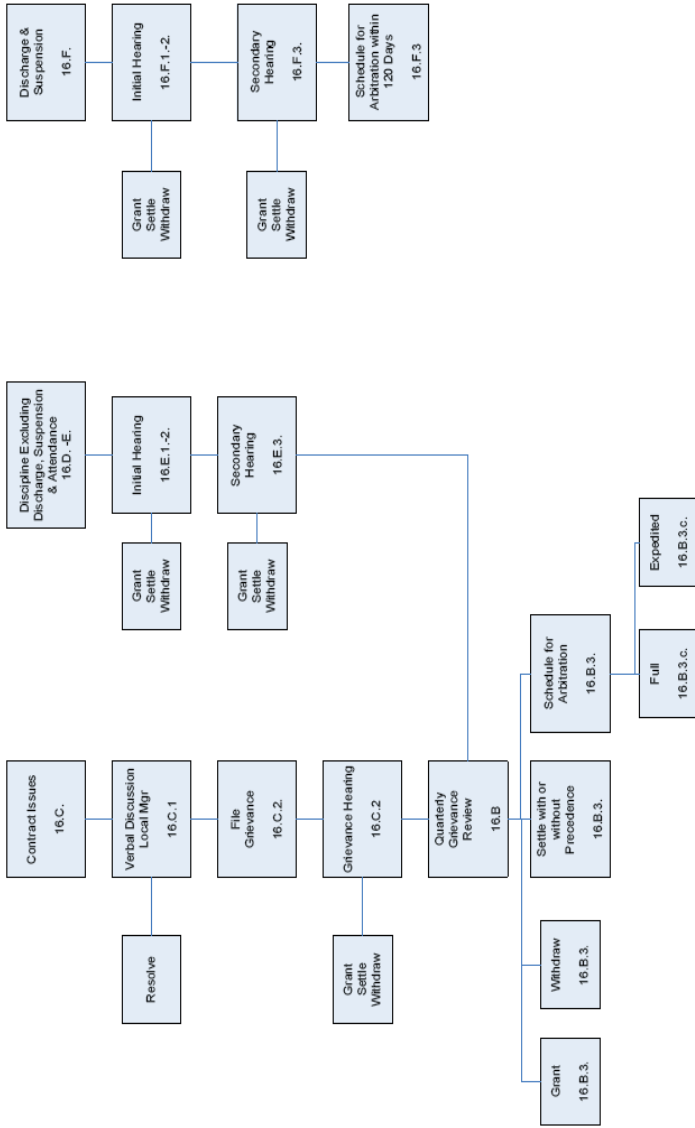 Contract Issues
16.C.
Verbal Discussion
Local Mgr
16.C.1
Resolve
File
Grievance
16.C.2.
Grievance Hearing
16.C.2
Grant
Settle
Withdraw
Quarterly
Grievance
Review
16.B
Grant
16.B.3.
Withdraw
16.B.3.
Settle with or
without
Precedence
16.B.3.
Schedule for
Arbitration
16.B.3.
Full
16.B.3.c.
Expedited
16.B.3.c.
Discipline Excluding
Discharge, Suspension
& Attendance
16.D. -E.
Initial Hearing
16.E.1.-2.
Grant
Settle
Withdraw
Secondary
Hearing
16.E.3.
Grant
Settle
Withdraw
Discharge &
Suspension
16.F.
Initial Hearing
16.F.1.-2.
Grant
Settle
Withdraw
Secondary
Hearing
16.F.3.
Grant
Settle
Withdraw
Schedule for
Arbitration within
120 Days
16.F.3